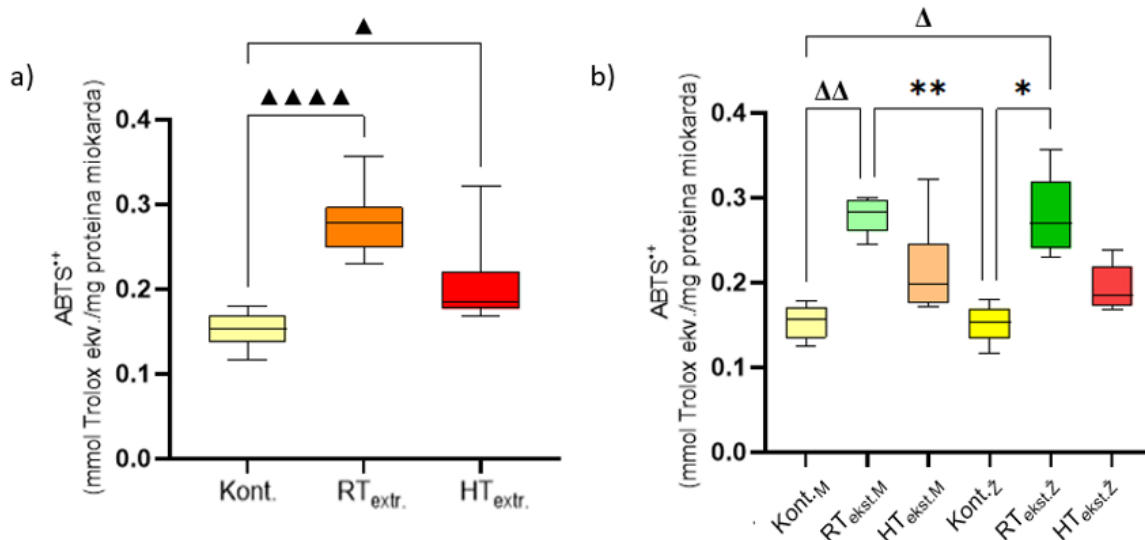 a)
ABTS•+
(mmol Trolox ekv./mg proteina miokarda)
0.4
0.3
0.2
0.1
0.0
▲
▲▲▲▲
Kont.
RTextr.
HTextr.
b)
ABTS•+
(mmol Trolox ekv./mg proteina miokarda)
0.4
0.3
0.2
0.1
0.0
Δ
ΔΔ
**
*
Kont.M
RTekst.M
HTekst.M
Kont.Ž
RTekst.Ž
HTekst.Ž